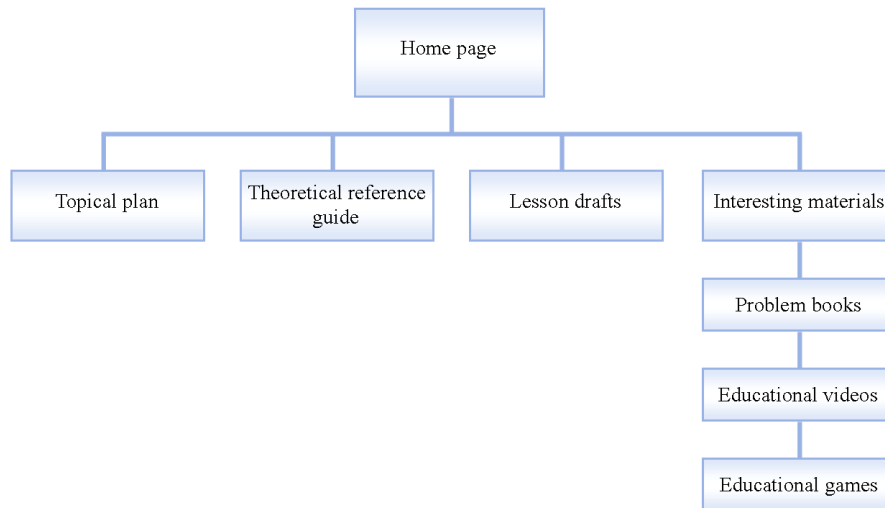 Home page
Topical plan
Theoretical reference
guide
Lesson drafts
Interesting materials
Problem books
Educational videos
Educational games